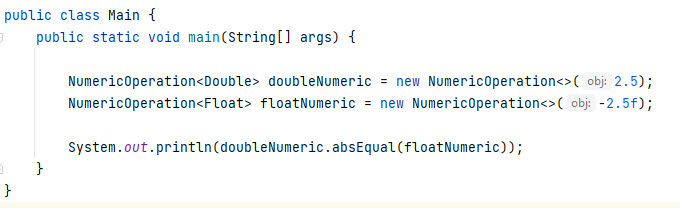 public class Main {
public static void main(String[] args) {
NumericOperation<Double> doubleNumeric = new NumericOperation<>( obj: 2.5);
NumericOperation<Float> floatNumeric = new NumericOperation<>( obj: -2.5f);
System.out.println(doubleNumeric.absEqual(floatNumeric));
}
}